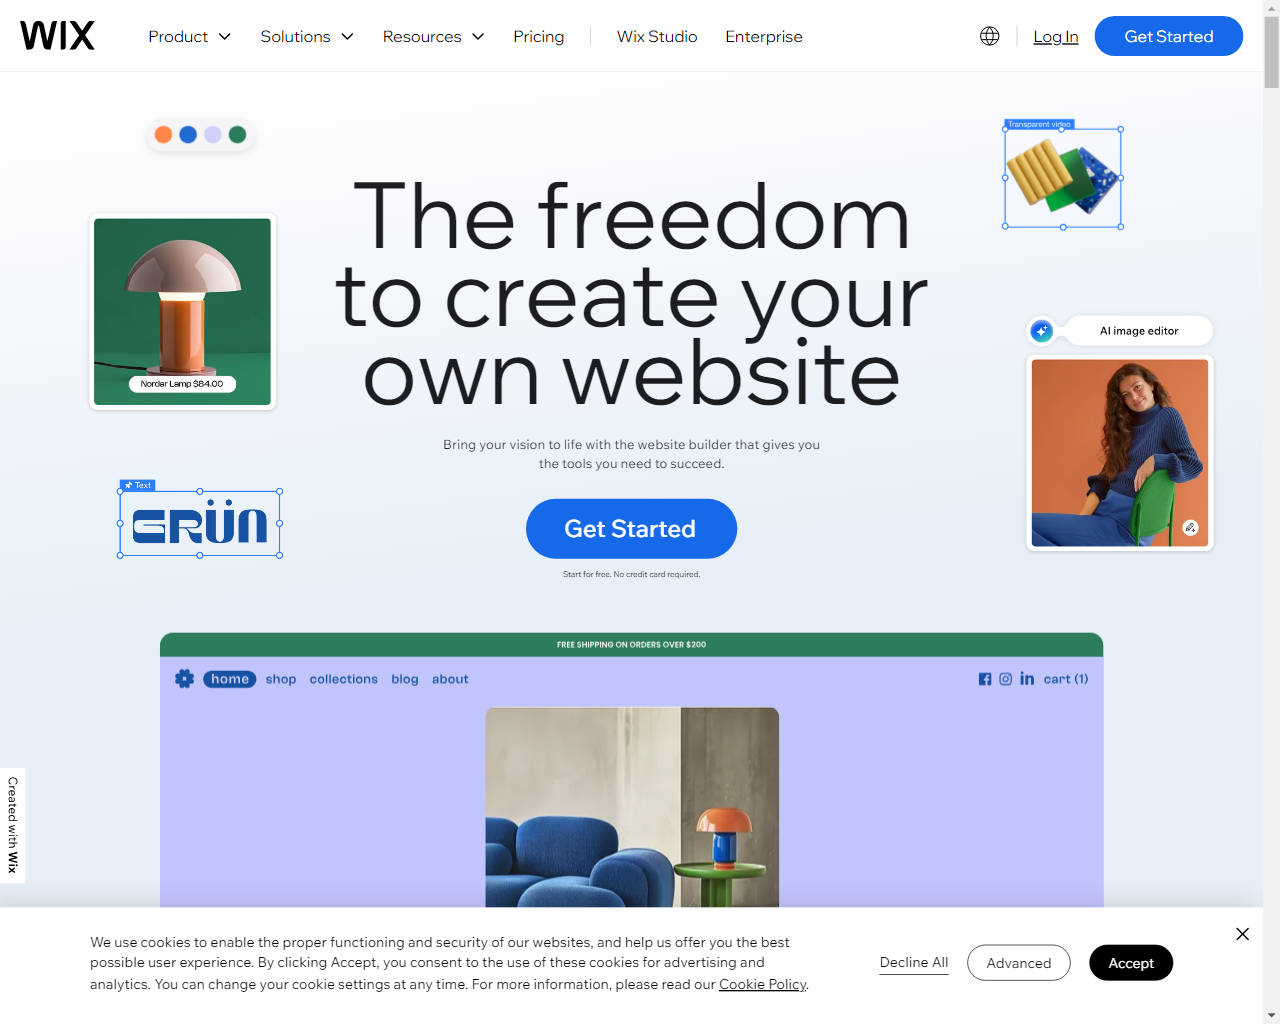 WIX
Product
Solutions
Resources
Pricing
Wix Studio
Enterprise
Log In
Get Started
Transparent video
The freedom
to create your
own website
Nordar Lamp $84.00
AI image editor
Bring your vision to life with the website builder that gives you
the tools you need to succeed.
Text
GRÜN
Get Started
Start for free. No credit card required.
FREE SHIPPING ON ORDERS OVER $200
home shop collections blog about
cart (1)
Created with Wix
We use cookies to enable the proper functioning and security of our websites, and help us offer you the best
possible user experience. By clicking Accept, you consent to the use of these cookies for advertising and
analytics. You can change your cookie settings at any time. For more information, please read our Cookie Policy.
Decline All
Advanced
Accept